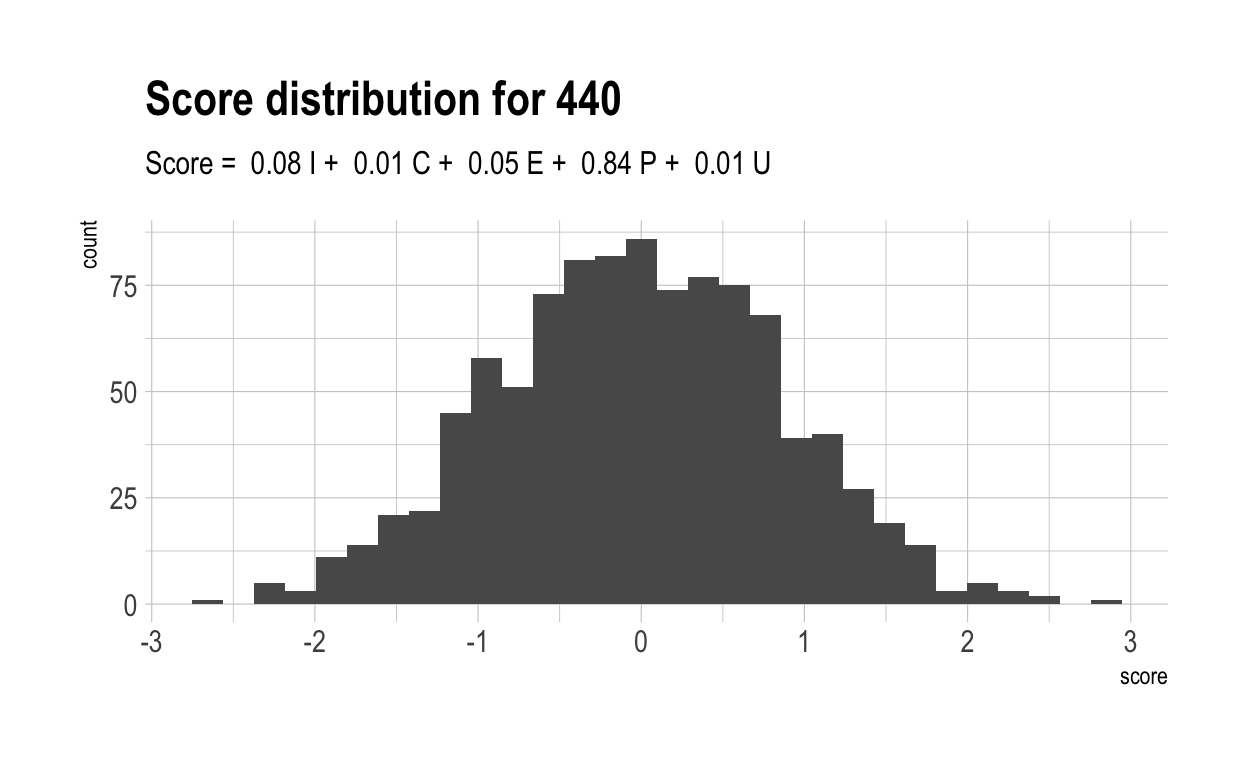 Score distribution for 440
Score =  0.08 I +  0.01 C +  0.05 E +  0.84 P +  0.01 U
count
75
50
25
0
-3 -2 -1 0 1 2 3
score